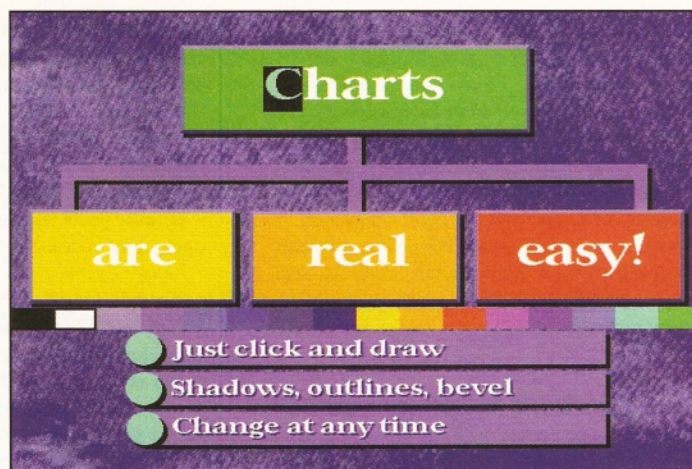 Charts
are real easy!
Just click and draw
Shadows, outlines, bevel
Change at any time